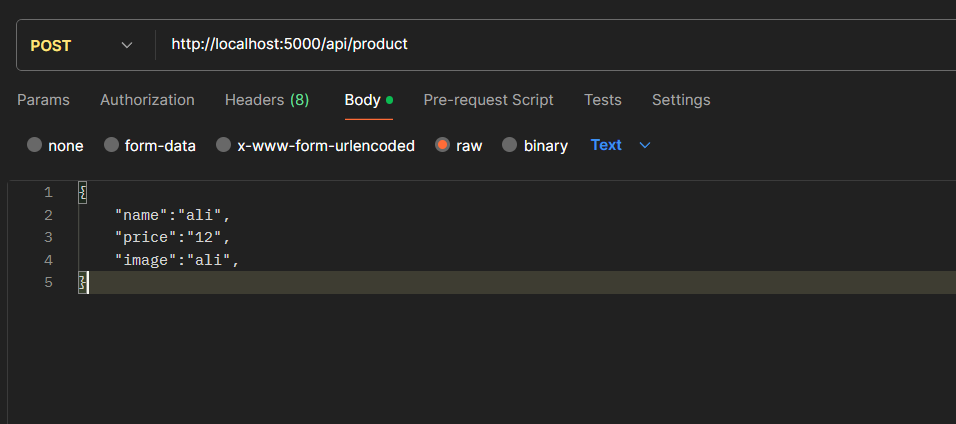 POST http://localhost:5000/api/product
Params Authorization Headers (8) Body Pre-request Script Tests Settings
none form-data x-www-form-urlencoded raw binary Text
1 {
2 "name":"ali",
3 "price":"12",
4 "image":"ali",
5 }